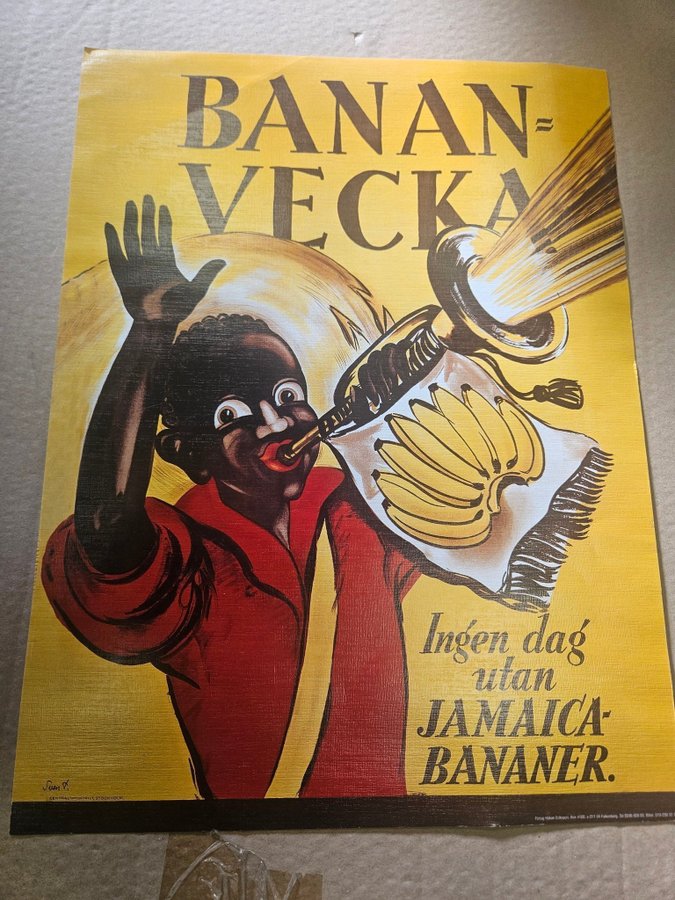 BANAN-
VECKA
Ingen dag
utan
JAMAICA-
BANANER.